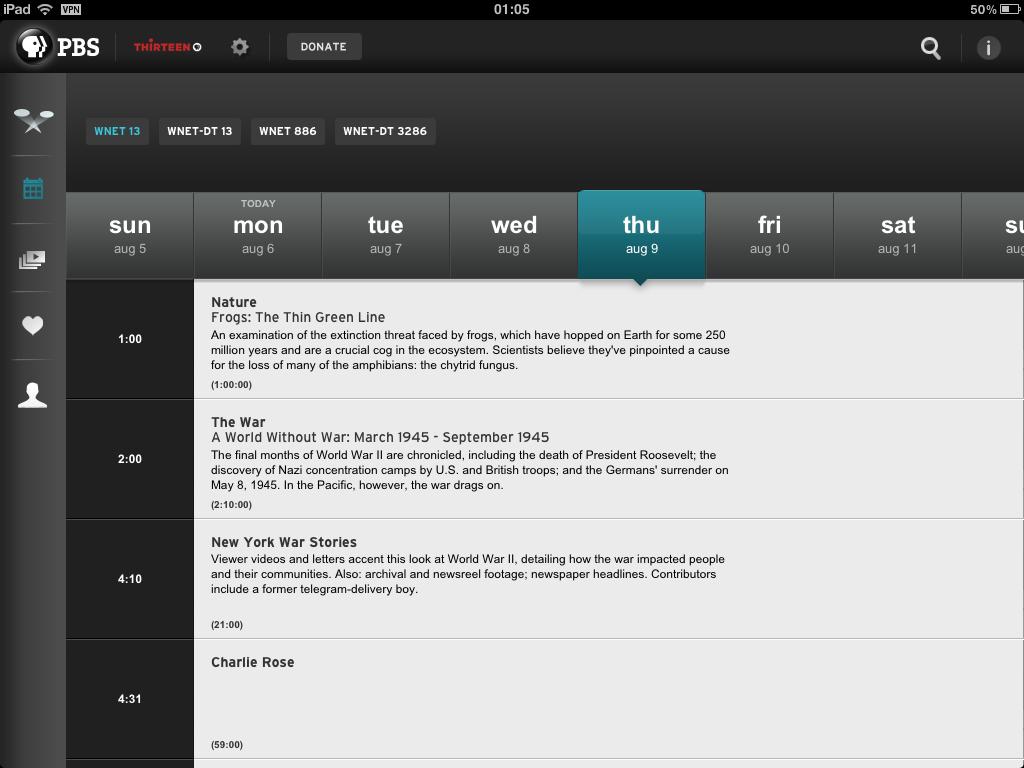 iPad VPN 01:05 50%
PBS THIRTEEN DONATE i
WNET 13 WNET-DT 13 WNET 886 WNET-DT 3286
TODAY
sun mon tue wed thu fri sat su
aug 5 aug 6 aug 7 aug 8 aug 9 aug 10 aug 11 aug
Nature
Frogs: The Thin Green Line
1:00
An examination of the extinction threat faced by frogs, which have hopped on Earth for some 250
million years and are a crucial cog in the ecosystem. Scientists believe they've pinpointed a cause
for the loss of many of the amphibians: the chytrid fungus.
(1:00:00)
The War
A World Without War: March 1945 - September 1945
2:00
The final months of World War II are chronicled, including the death of President Roosevelt; the
discovery of Nazi concentration camps by U.S. and British troops; and the Germans' surrender on
May 8, 1945. In the Pacific, however, the war drags on.
(2:10:00)
New York War Stories
4:10
Viewer videos and letters accent this look at World War II, detailing how the war impacted people
and their communities. Also: archival and newsreel footage; newspaper headlines. Contributors
include a former telegram-delivery boy.
(21:00)
Charlie Rose
4:31
(59:00)